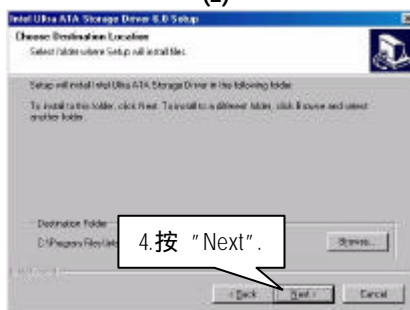 (2)
Intel Ultra ATA Storage Driver 6.0 Setup
Choose Destination Location
Select folder where Setup will install files.
Setup will install Intel Ultra ATA Storage Driver in the following folder.
To install to this folder, click Next. To install to a different folder, click Browse and select
another folder.
Destination Folder
C:\Program Files\Intel
Browse...
4.按 "Next".
< Back
Next >
Cancel